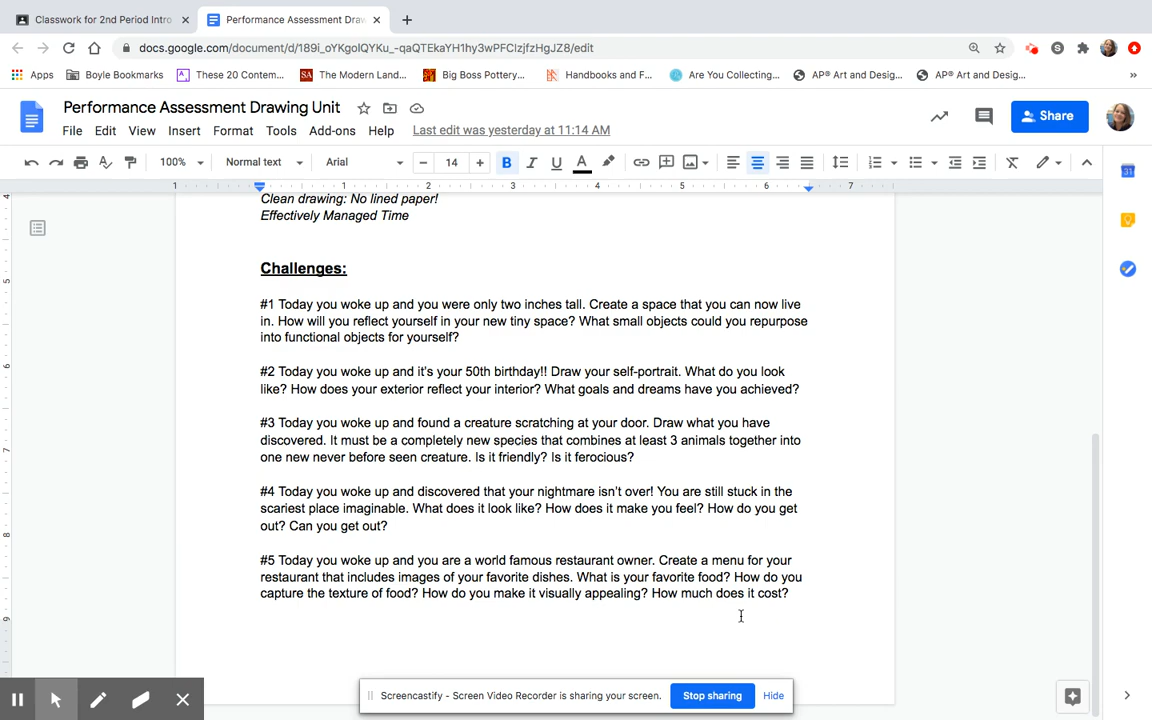 Classwork for 2nd Period Intro
Performance Assessment Draw
docs.google.com/document/d/189i_oYKgolQYKu_-qaQTEkaYH1hy3wPFCIzjfzHgJZ8/edit
Apps
Boyle Bookmarks
These 20 Contem...
The Modern Land...
Big Boss Pottery...
Handbooks and F...
Are You Collecting...
AP® Art and Desig...
AP® Art and Desig...
Performance Assessment Drawing Unit
File Edit View Insert Format Tools Add-ons Help Last edit was yesterday at 11:14 AM
Share
100% Normal text Arial 14 B I U A
1 1 2 3 4 5 6 7
Clean drawing: No lined paper!
Effectively Managed Time
Challenges:
#1 Today you woke up and you were only two inches tall. Create a space that you can now live
in. How will you reflect yourself in your new tiny space? What small objects could you repurpose
into functional objects for yourself?
#2 Today you woke up and it's your 50th birthday!! Draw your self-portrait. What do you look
like? How does your exterior reflect your interior? What goals and dreams have you achieved?
#3 Today you woke up and found a creature scratching at your door. Draw what you have
discovered. It must be a completely new species that combines at least 3 animals together into
one new never before seen creature. Is it friendly? Is it ferocious?
#4 Today you woke up and discovered that your nightmare isn't over! You are still stuck in the
scariest place imaginable. What does it look like? How does it make you feel? How do you get
out? Can you get out?
#5 Today you woke up and you are a world famous restaurant owner. Create a menu for your
restaurant that includes images of your favorite dishes. What is your favorite food? How do you
capture the texture of food? How do you make it visually appealing? How much does it cost?
Screencastify - Screen Video Recorder is sharing your screen. Stop sharing Hide